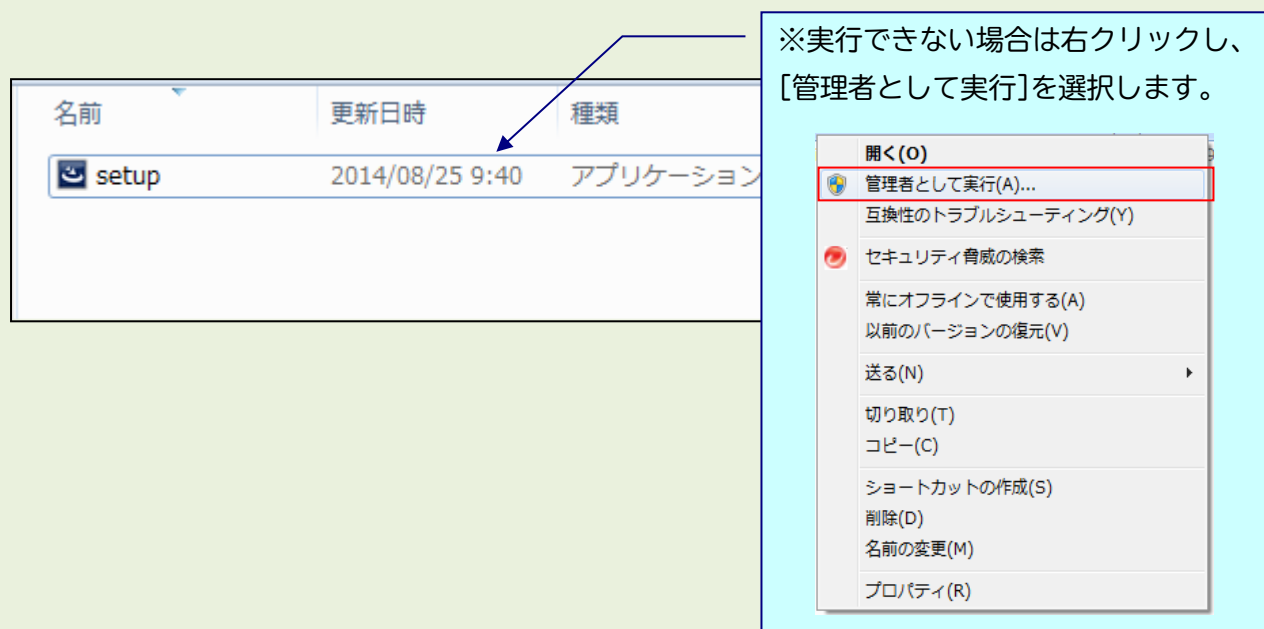 ※実行できない場合は右クリックし、
[管理者として実行]を選択します。
名前 更新日時 種類
setup 2014/08/25 9:40 アプリケーション
開く(O)
管理者として実行(A)...
互換性のトラブルシューティング(Y)
セキュリティ脅威の検索
常にオフラインで使用する(A)
以前のバージョンの復元(V)
送る(N)
切り取り(T)
コピー(C)
ショートカットの作成(S)
削除(D)
名前の変更(M)
プロパティ(R)